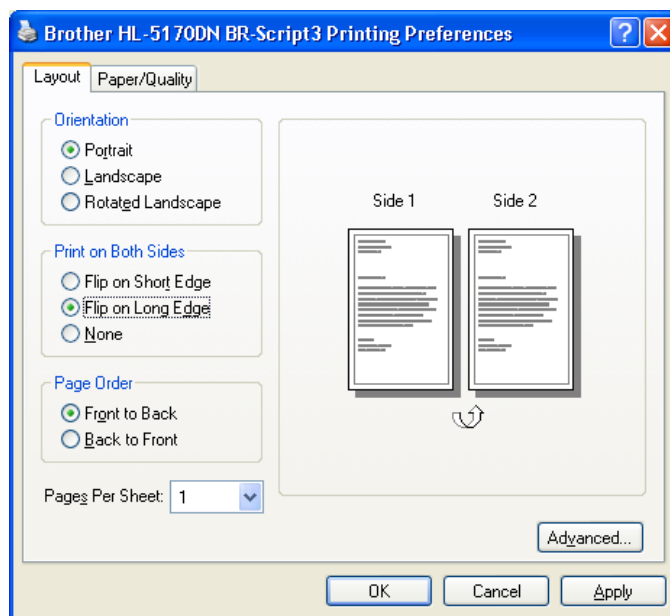 Brother HL-5170DN BR-Script3 Printing Preferences
Layout
Paper/Quality
Orientation
Portrait
Landscape
Rotated Landscape
Print on Both Sides
Flip on Short Edge
Flip on Long Edge
None
Page Order
Front to Back
Back to Front
Pages Per Sheet: 1
Side 1
Side 2
Advanced...
OK
Cancel
Apply